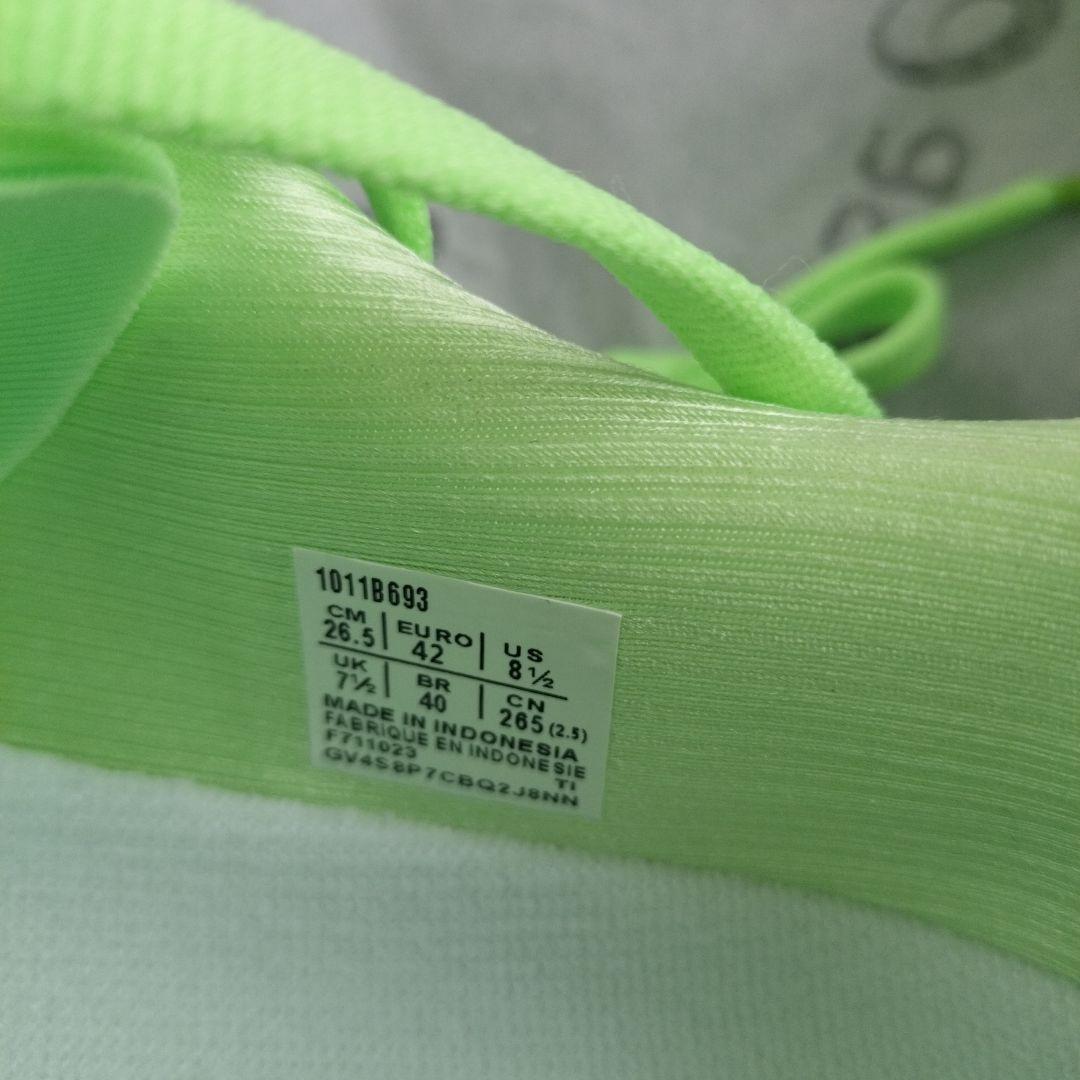 1011B693
CM EURO US
26.5 42 8½
UK BR CN
7½ 40 265 (2.5)
MADE IN INDONESIA
FABRIQUE EN INDONESIE
F711023 TI
GV4S8P7CBQ2J8NN